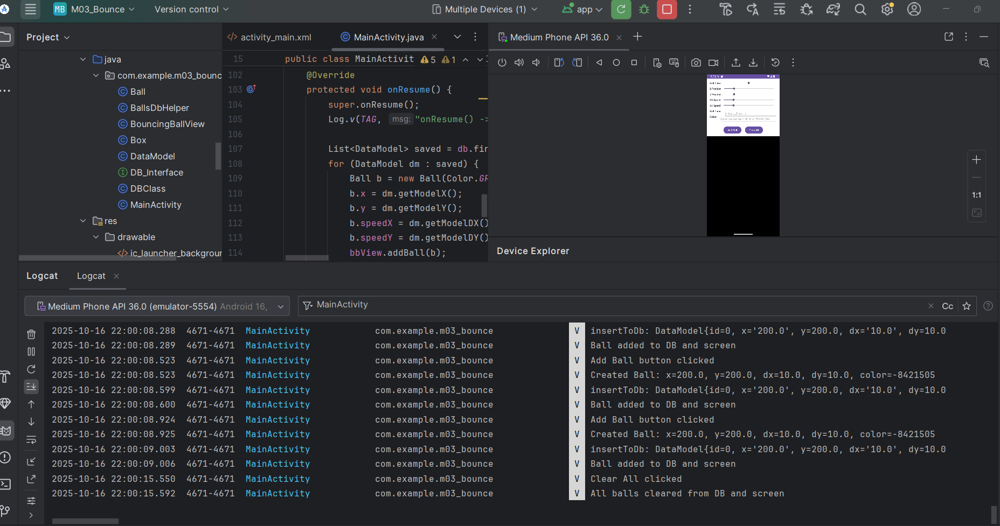 MB M03_Bounce Version control Multiple Devices (1) app
Project
java
com.example.m03_bounc
Ball
BallsDbHelper
BouncingBallView
Box
DataModel
DB_Interface
DBClass
MainActivity
res
drawable
ic_launcher_backgrour
activity_main.xml MainActivity.java
15 public class MainActivit 5 1
102 @Override
103 protected void onResume() {
104 super.onResume();
105 Log.v(TAG, msg: "onResume() ->
106
107 List<DataModel> saved = db.fin
108 for (DataModel dm : saved) {
109 Ball b = new Ball(Color.GR
110 b.x = dm.getModelX();
111 b.y = dm.getModelY();
112 b.speedX = dm.getModelDX()
113 b.speedY = dm.getModelDY()
114 bbView.addBall(b);
Medium Phone API 36.0
Ball Color
X Position
Y Position
DX Speed
DY Speed
Ball Name
Colour
Add Ball
Clear All
1:1
Device Explorer
Logcat Logcat
Medium Phone API 36.0 (emulator-5554) Android 16, MainActivity Cc
2025-10-16 22:00:08.288 4671-4671 MainActivity com.example.m03_bounce V insertToDb: DataModel{id=0, x='200.0', y=200.0, dx='10.0', dy=10.0
2025-10-16 22:00:08.289 4671-4671 MainActivity com.example.m03_bounce V Ball added to DB and screen
2025-10-16 22:00:08.523 4671-4671 MainActivity com.example.m03_bounce V Add Ball button clicked
2025-10-16 22:00:08.523 4671-4671 MainActivity com.example.m03_bounce V Created Ball: x=200.0, y=200.0, dx=10.0, dy=10.0, color=-8421505
2025-10-16 22:00:08.599 4671-4671 MainActivity com.example.m03_bounce V insertToDb: DataModel{id=0, x='200.0', y=200.0, dx='10.0', dy=10.0
2025-10-16 22:00:08.600 4671-4671 MainActivity com.example.m03_bounce V Ball added to DB and screen
2025-10-16 22:00:08.924 4671-4671 MainActivity com.example.m03_bounce V Add Ball button clicked
2025-10-16 22:00:08.925 4671-4671 MainActivity com.example.m03_bounce V Created Ball: x=200.0, y=200.0, dx=10.0, dy=10.0, color=-8421505
2025-10-16 22:00:09.003 4671-4671 MainActivity com.example.m03_bounce V insertToDb: DataModel{id=0, x='200.0', y=200.0, dx='10.0', dy=10.0
2025-10-16 22:00:09.006 4671-4671 MainActivity com.example.m03_bounce V Ball added to DB and screen
2025-10-16 22:00:15.550 4671-4671 MainActivity com.example.m03_bounce V Clear All clicked
2025-10-16 22:00:15.592 4671-4671 MainActivity com.example.m03_bounce V All balls cleared from DB and screen